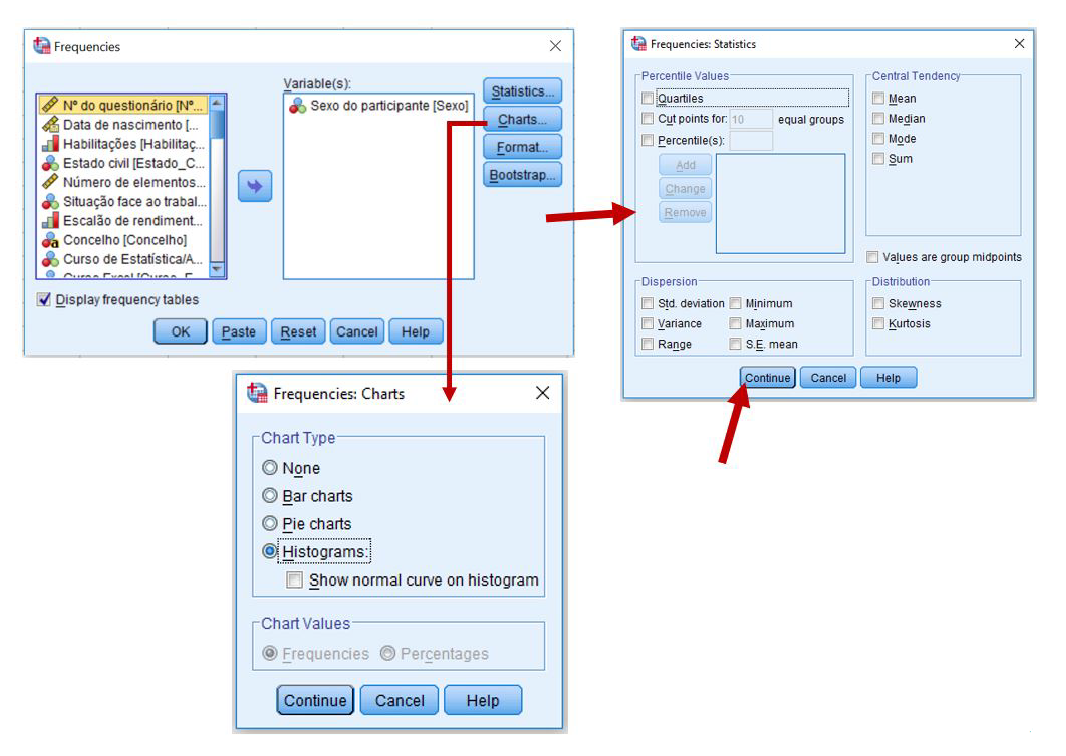 Frequencies
Variable(s):
Nº do questionário [Nº...
Data de nascimento [...
Habilitações [Habilitaç...
Estado civil [Estado_C...
Número de elementos...
Situação face ao trabal...
Escalão de rendiment...
Concelho [Concelho]
Curso de Estatística/A...
Curso Excel [Curso_E...
Sexo do participante [Sexo]
Statistics...
Charts...
Format...
Bootstrap...
Display frequency tables
OK Paste Reset Cancel Help
Frequencies: Statistics
Percentile Values
Quartiles
Cut points for: 10 equal groups
Percentile(s):
Add
Change
Remove
Central Tendency
Mean
Median
Mode
Sum
Values are group midpoints
Dispersion
Std. deviation Minimum
Variance Maximum
Range S.E. mean
Distribution
Skewness
Kurtosis
Continue Cancel Help
Frequencies: Charts
Chart Type
None
Bar charts
Pie charts
Histograms:
Show normal curve on histogram
Chart Values
Frequencies Percentages
Continue Cancel Help